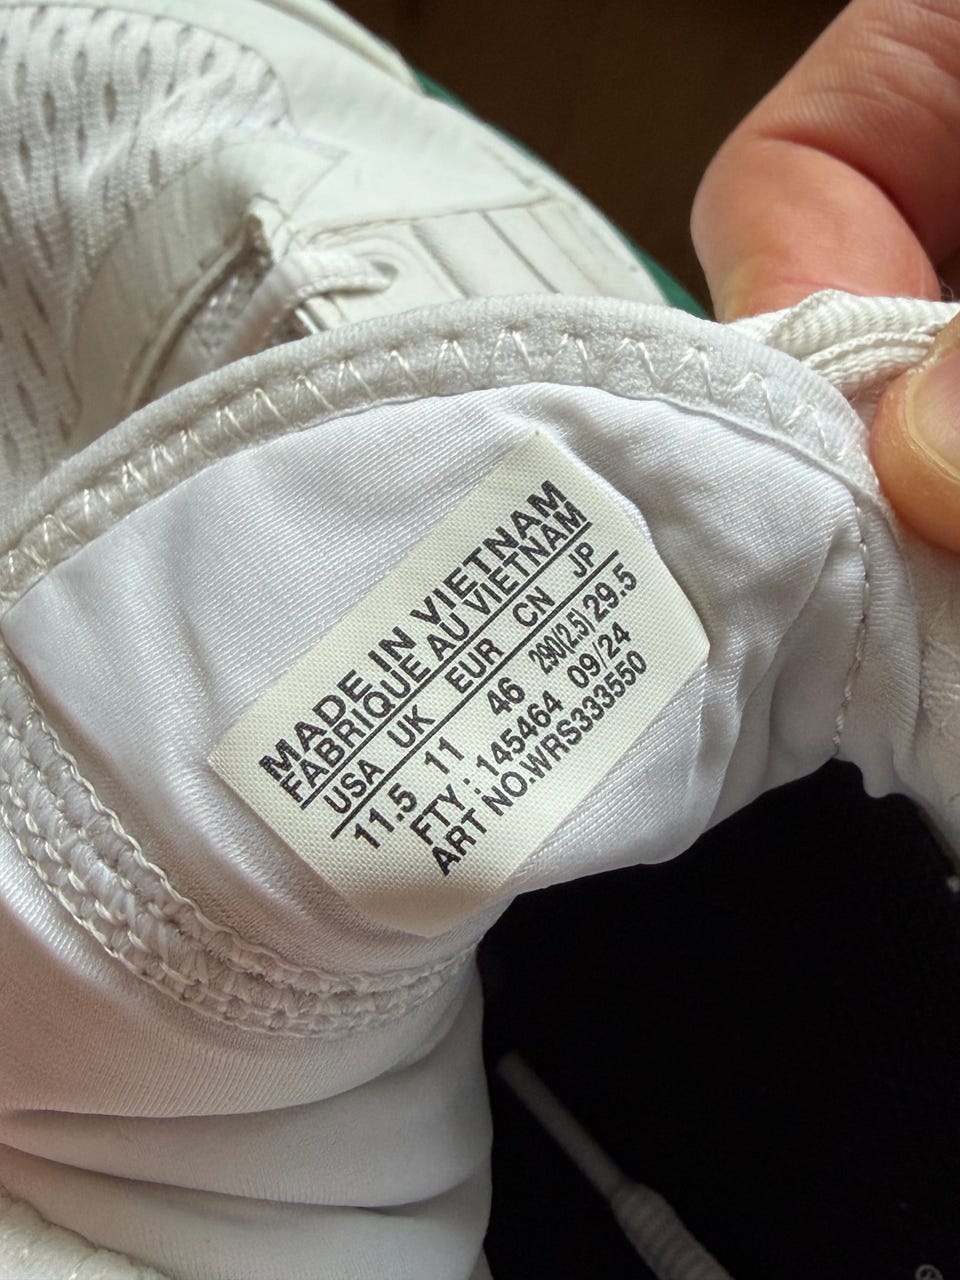 MADE IN VIETNAM
FABRIQUE AU VIETNAM
USA UK EUR CN JP
11.5 11 46 290(2.5) 29.5
FTY : 145464 09/24
ART NO.WRS333550